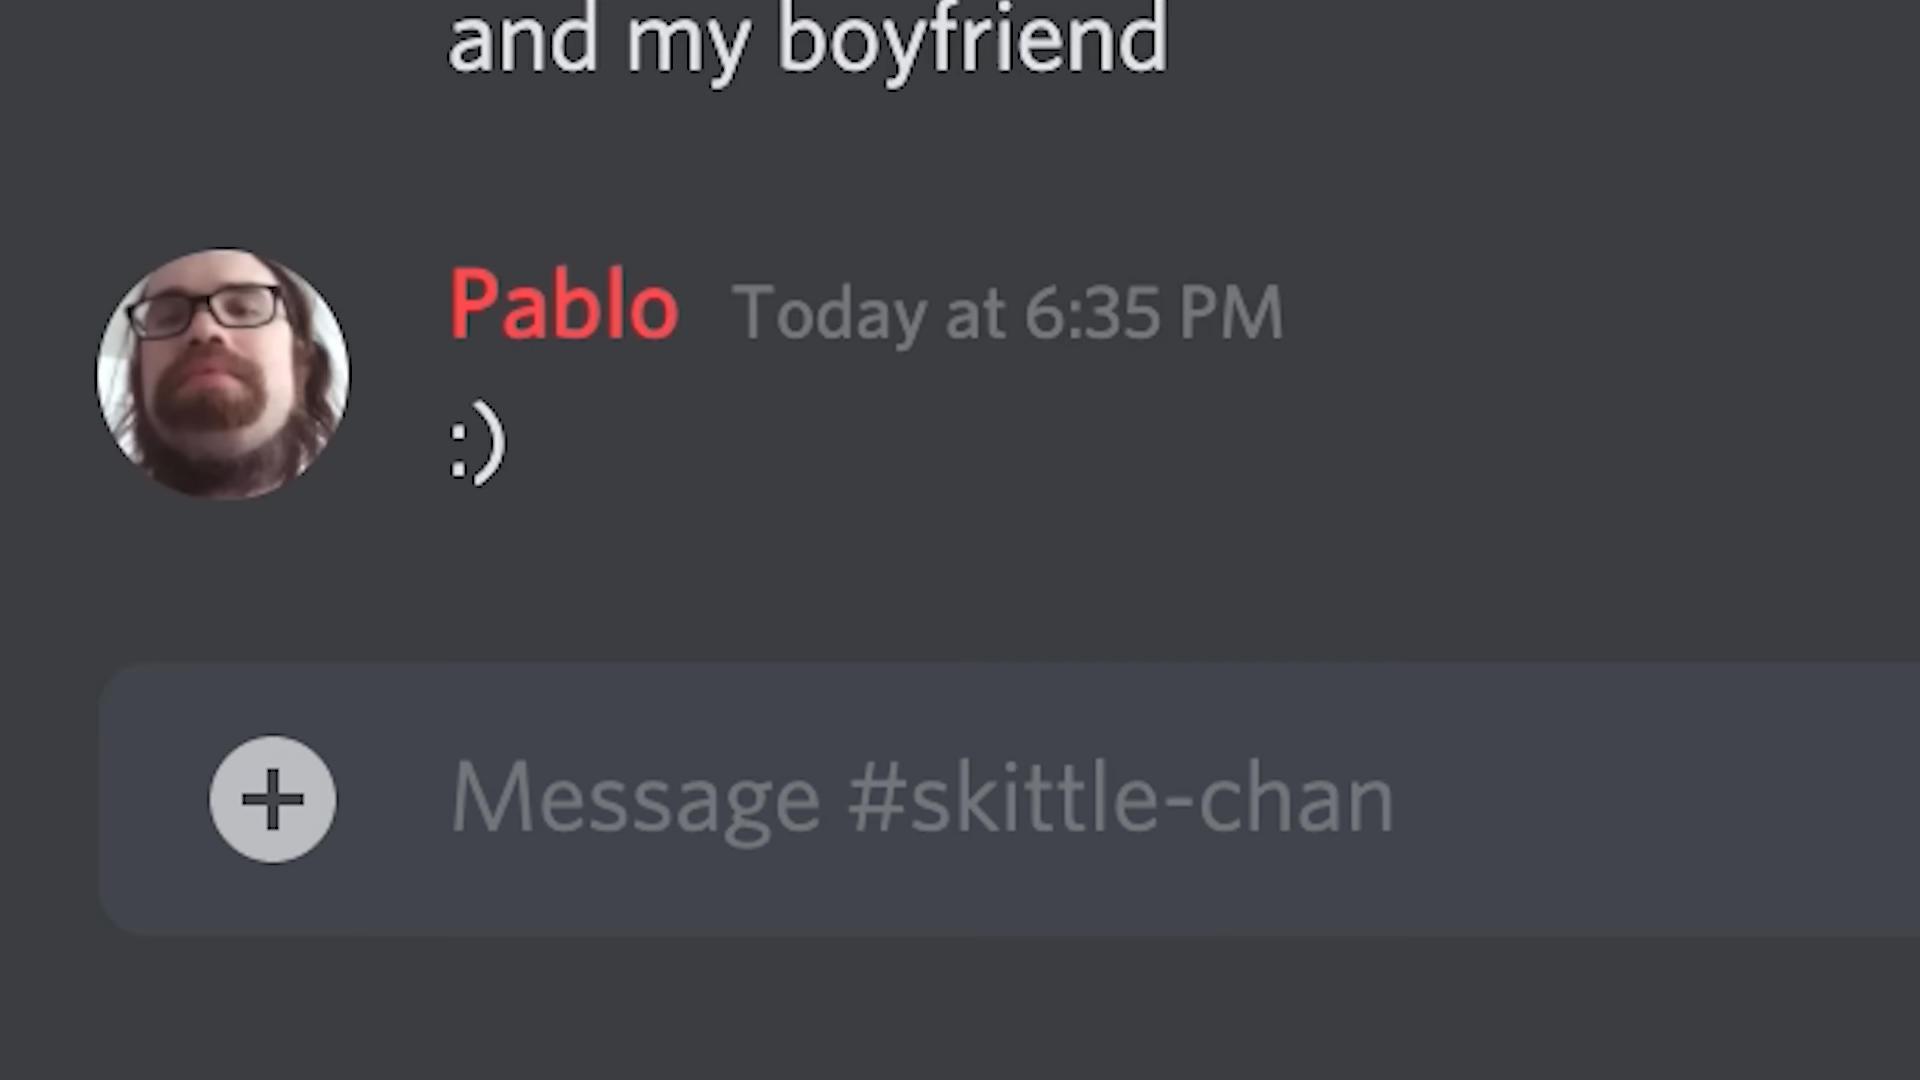 and my boyfriend
Pablo Today at 6:35 PM
:)
Message #skittle-chan